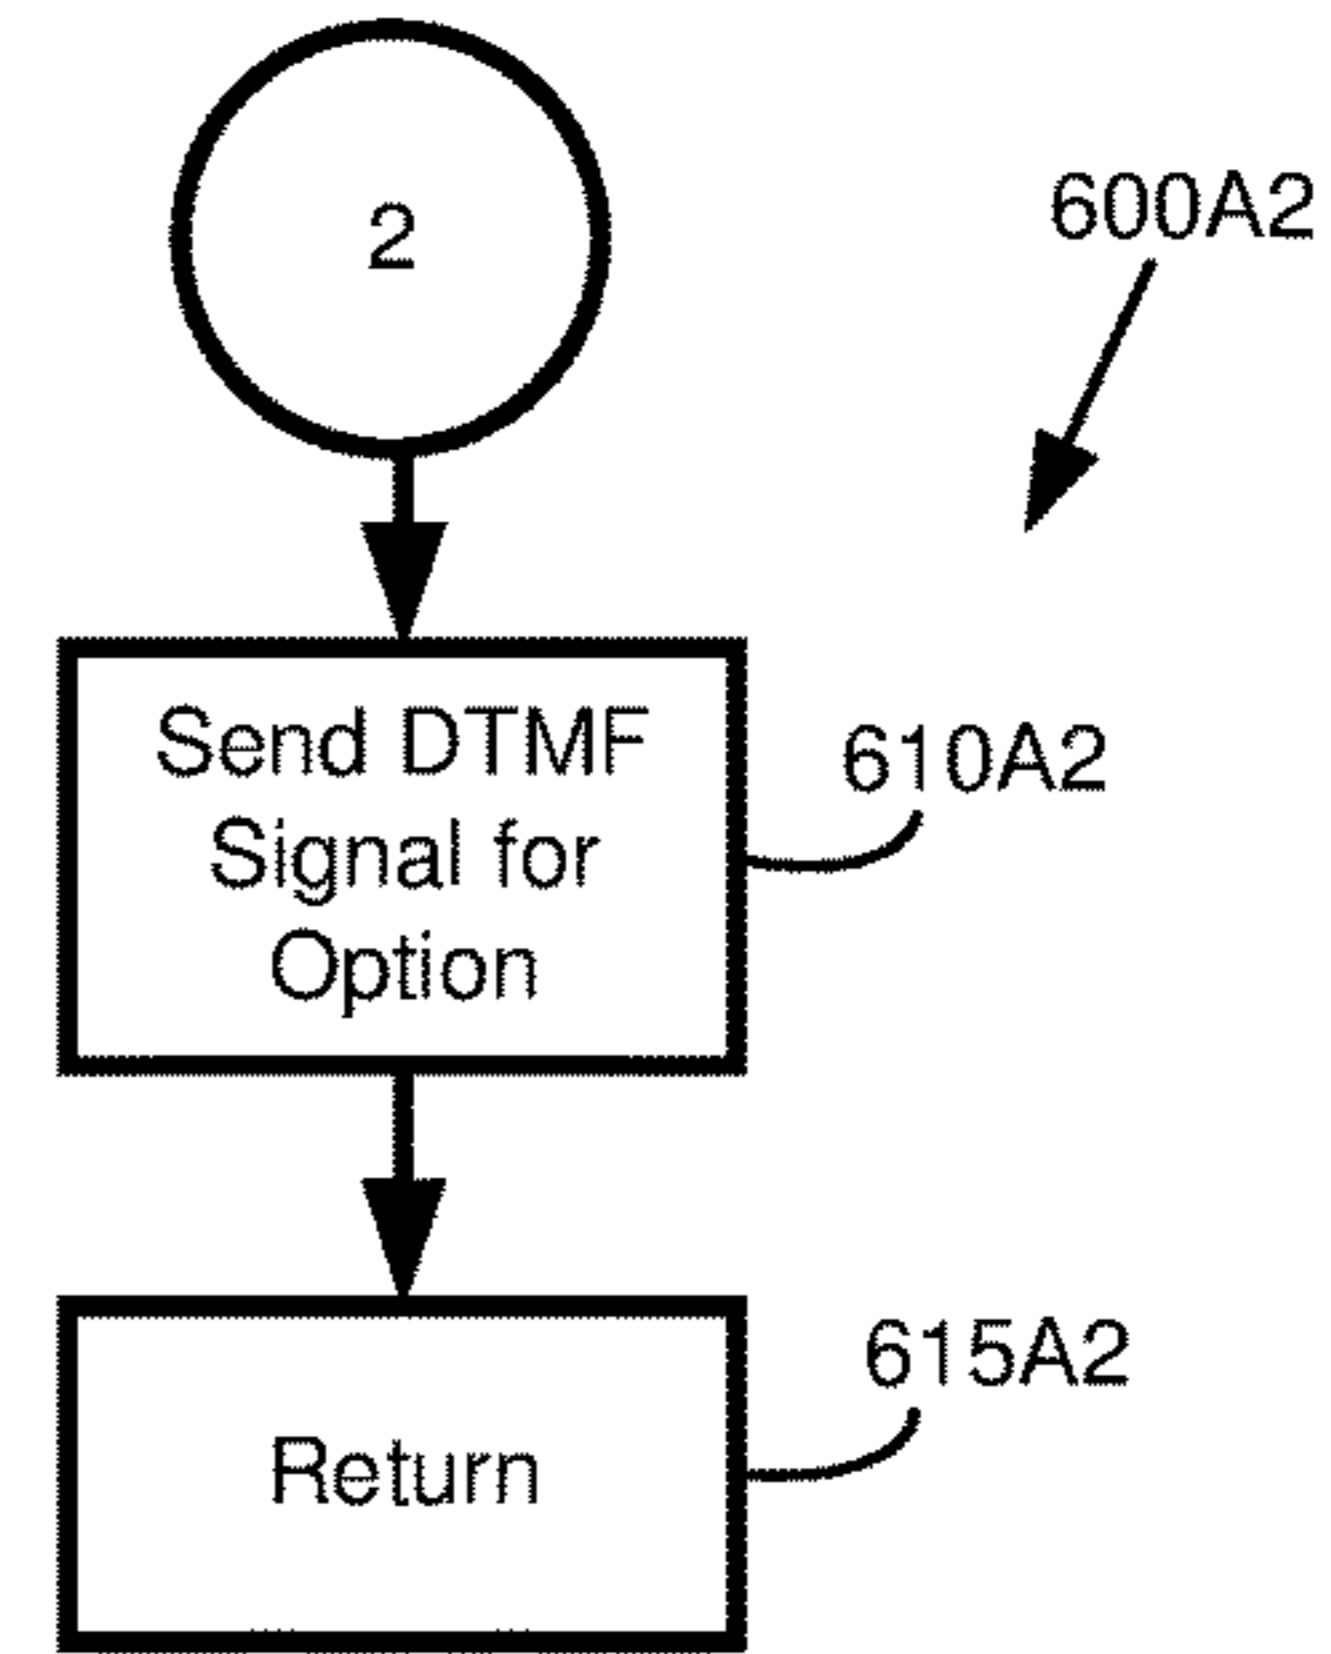 2
600A2
Send DTMF
Signal for
Option
610A2
Return
615A2